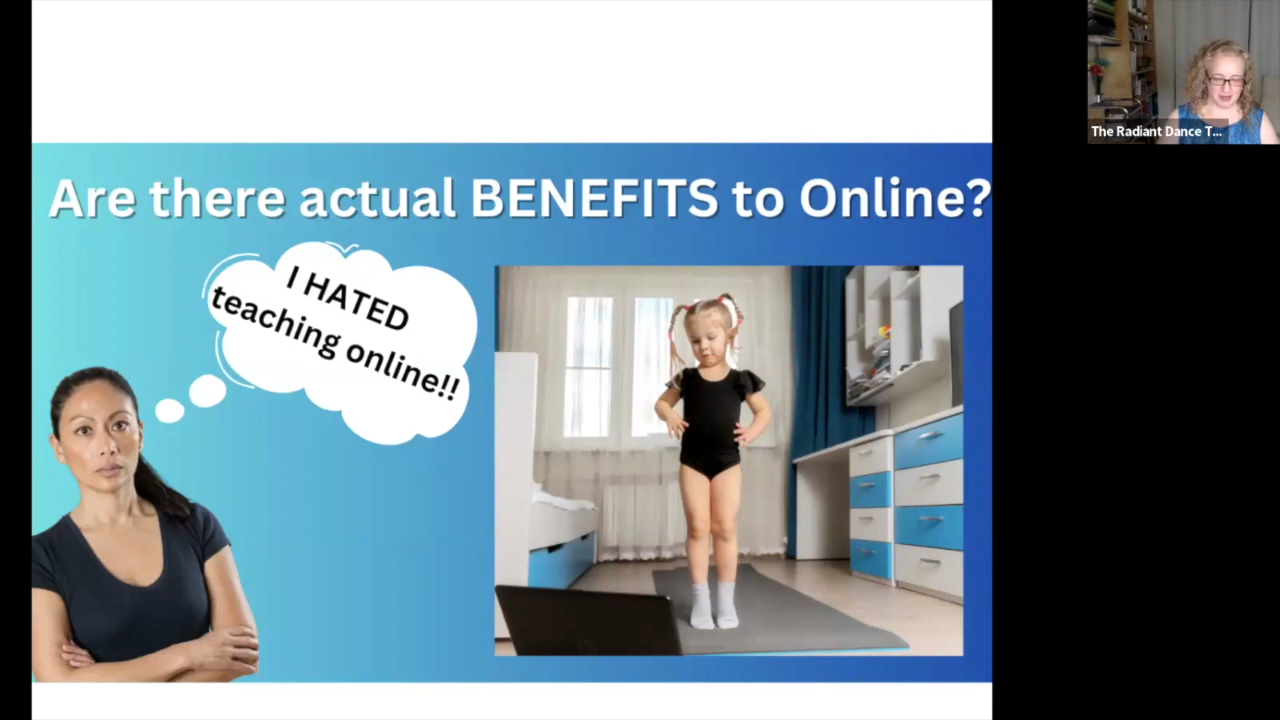 Are there actual BENEFITS to Online?
I HATED
teaching online!!
The Radiant Dance T...